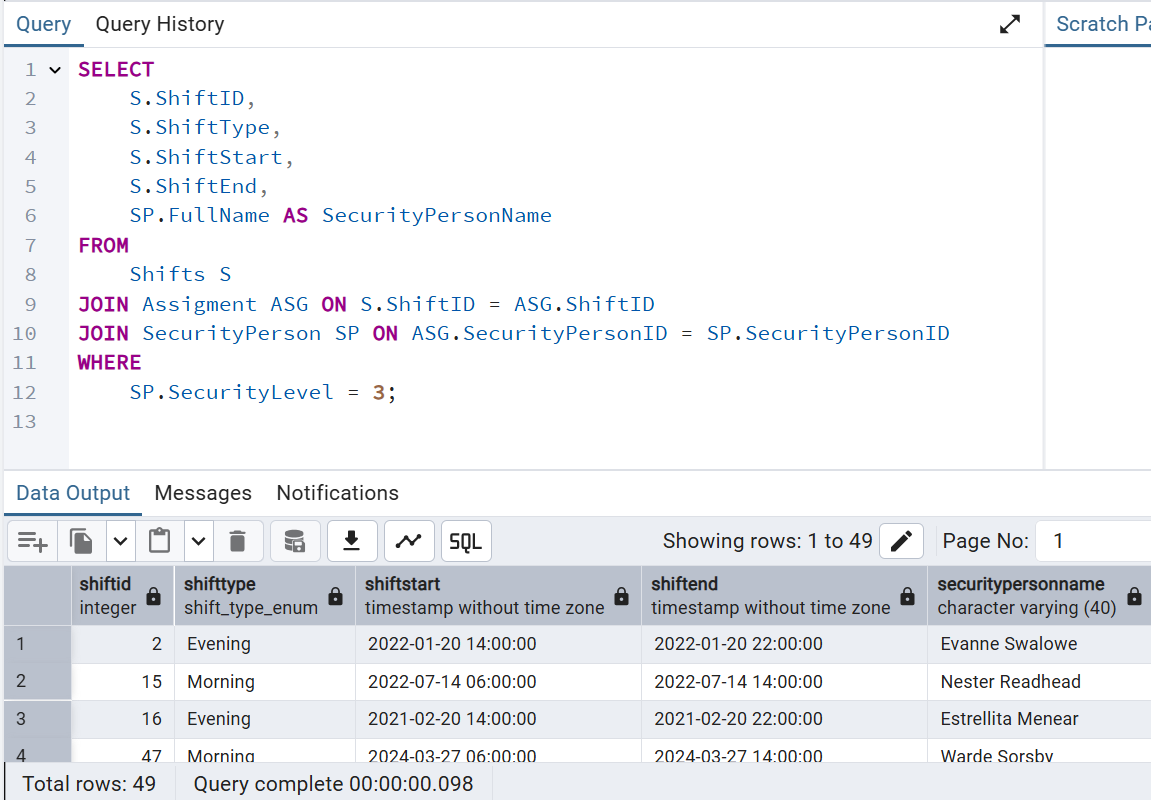 Query Query History Scratch Pa
1 SELECT
2 S.ShiftID,
3 S.ShiftType,
4 S.ShiftStart,
5 S.ShiftEnd,
6 SP.FullName AS SecurityPersonName
7 FROM
8 Shifts S
9 JOIN Assigment ASG ON S.ShiftID = ASG.ShiftID
10 JOIN SecurityPerson SP ON ASG.SecurityPersonID = SP.SecurityPersonID
11 WHERE
12 SP.SecurityLevel = 3;
13
Data Output Messages Notifications
SQL Showing rows: 1 to 49 Page No: 1
shiftid shifttype shiftstart shiftend securitypersonname
integer shift_type_enum timestamp without time zone timestamp without time zone character varying (40)
1 2 Evening 2022-01-20 14:00:00 2022-01-20 22:00:00 Evanne Swalowe
2 15 Morning 2022-07-14 06:00:00 2022-07-14 14:00:00 Nester Readhead
3 16 Evening 2021-02-20 14:00:00 2021-02-20 22:00:00 Estrellita Menear
4 47 Morning 2024-03-27 06:00:00 2024-03-27 14:00:00 Warde Sorsby
Total rows: 49 Query complete 00:00:00.098